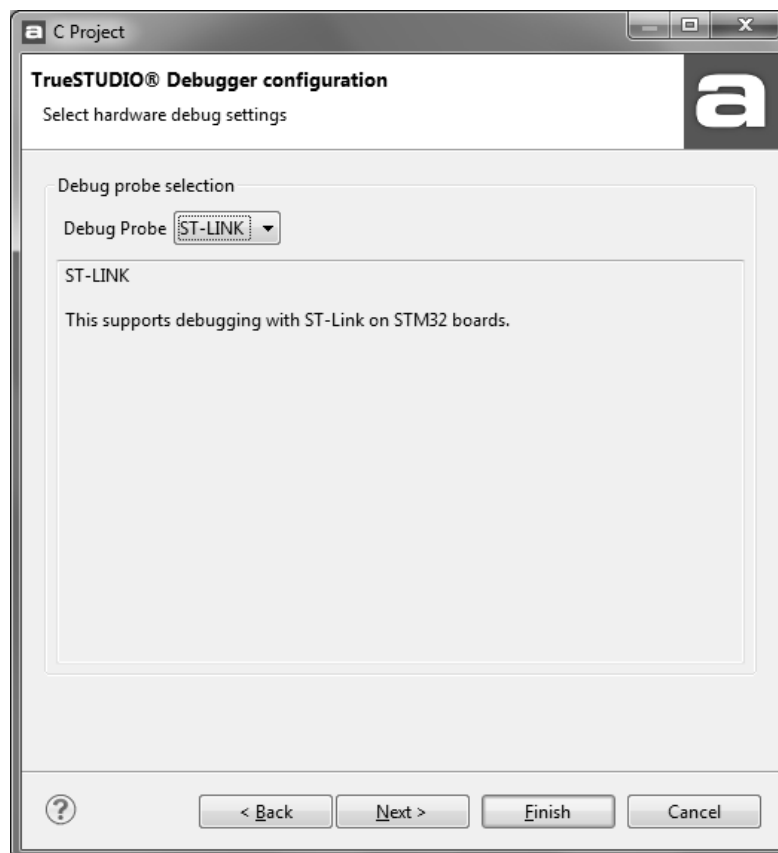 a C Project
TrueSTUDIO® Debugger configuration
Select hardware debug settings
a
Debug probe selection
Debug Probe ST-LINK
ST-LINK
This supports debugging with ST-Link on STM32 boards.
? < Back Next > Finish Cancel